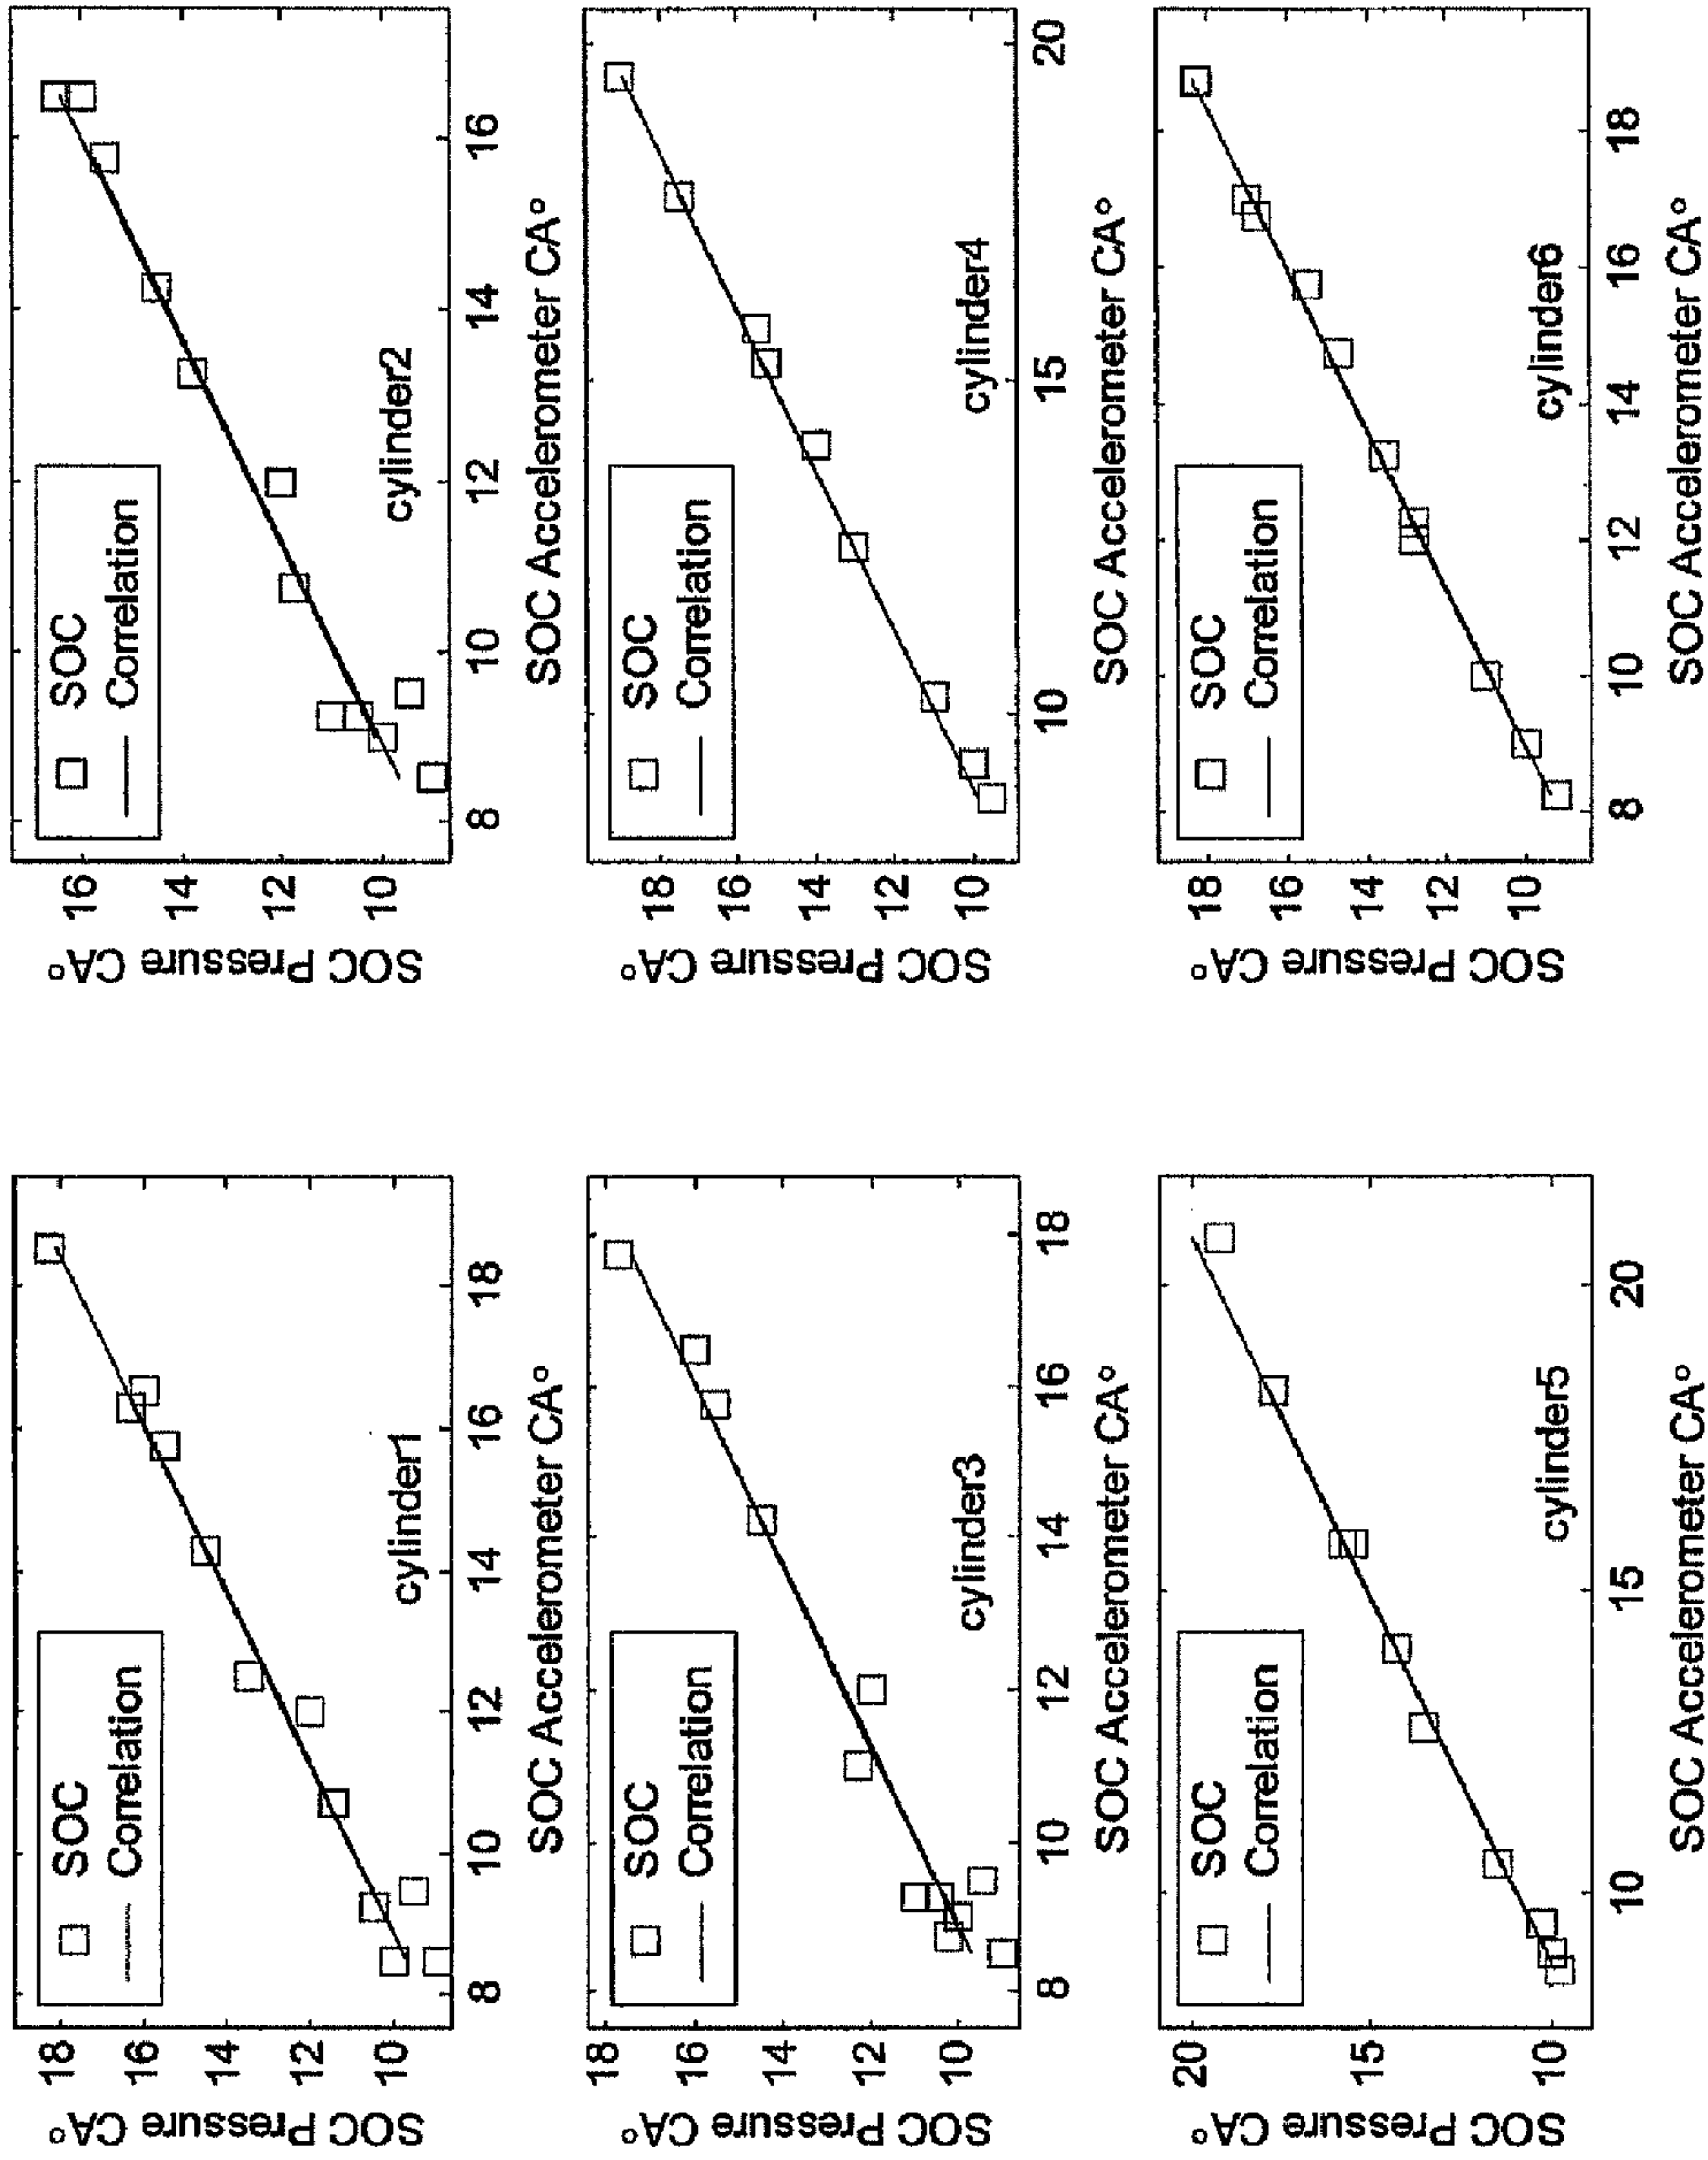 SOC Pressure CA°
18
16
14
12
10
SOC
Correlation
cylinder1
8 10 12 14 16 18
SOC Accelerometer CA°
SOC Pressure CA°
16
14
12
10
SOC
Correlation
cylinder2
8 10 12 14 16
SOC Accelerometer CA°
SOC Pressure CA°
18
16
14
12
10
SOC
Correlation
cylinder3
8 10 12 14 16 18
SOC Accelerometer CA°
SOC Pressure CA°
18
16
14
12
10
SOC
Correlation
cylinder4
10 15 20
SOC Accelerometer CA°
SOC Pressure CA°
20
15
10
SOC
Correlation
cylinder5
10 15 20
SOC Accelerometer CA°
SOC Pressure CA°
18
16
14
12
10
SOC
Correlation
cylinder6
8 10 12 14 16 18
SOC Accelerometer CA°